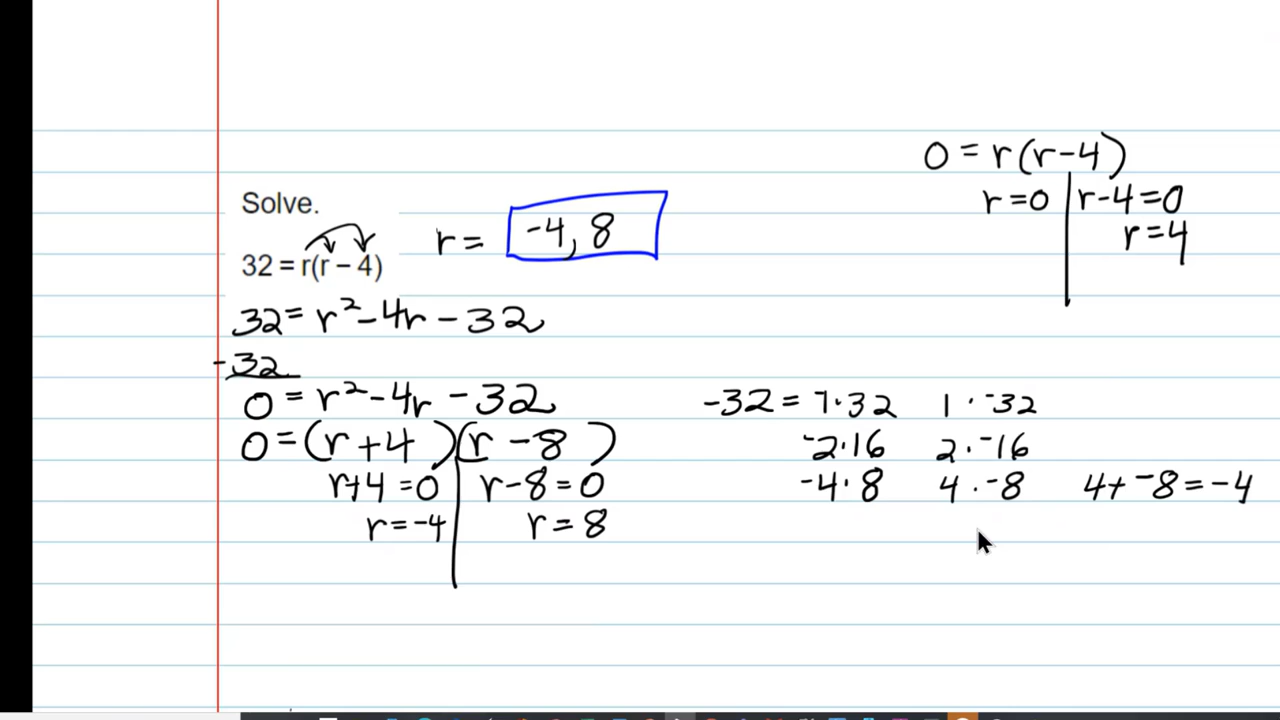 0 = r(r-4)
r=0 | r-4=0
r=4
Solve.
r = -4, 8
32 = r(r − 4)
32 = r²-4r - 32
-32
0 = r²-4r - 32
-32 = 7·32 1·⁻32
0 = (r+4)(r-8)
⁻2·16 2·⁻16
r+4=0 | r-8=0
⁻4·8 4·⁻8 4+⁻8=-4
r=-4 r=8